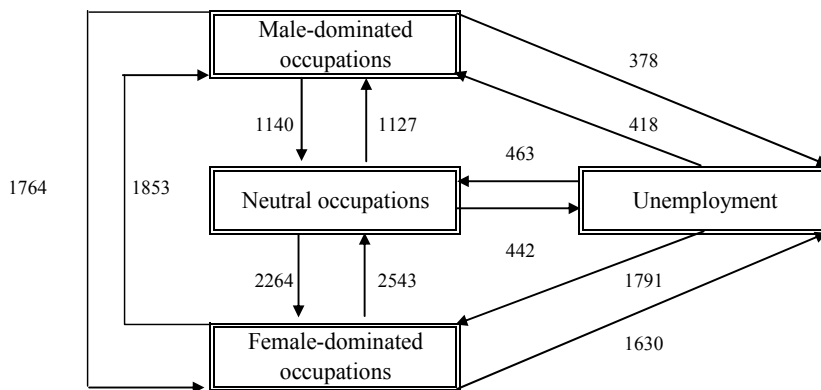 Male-dominated
occupations
378
1140
1127
418
463
1764
1853
Neutral occupations
Unemployment
442
2264
2543
1791
Female-dominated
occupations
1630